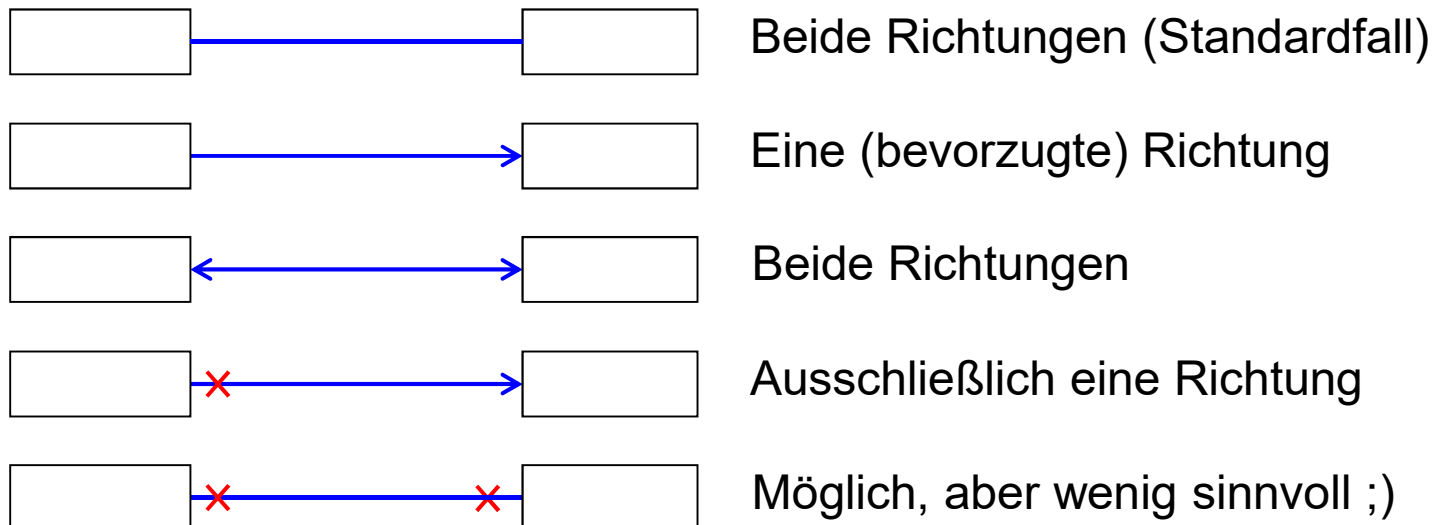 Beide Richtungen (Standardfall)
Eine (bevorzugte) Richtung
Beide Richtungen
Ausschließlich eine Richtung
Möglich, aber wenig sinnvoll ;)